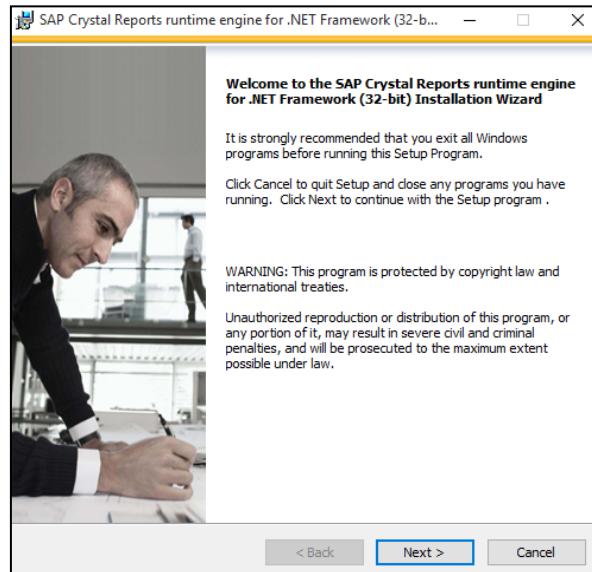 SAP Crystal Reports runtime engine for .NET Framework (32-b...
Welcome to the SAP Crystal Reports runtime engine
for .NET Framework (32-bit) Installation Wizard
It is strongly recommended that you exit all Windows
programs before running this Setup Program.
Click Cancel to quit Setup and close any programs you have
running.  Click Next to continue with the Setup program .
WARNING: This program is protected by copyright law and
international treaties.
Unauthorized reproduction or distribution of this program, or
any portion of it, may result in severe civil and criminal
penalties, and will be prosecuted to the maximum extent
possible under law.
< Back
Next >
Cancel